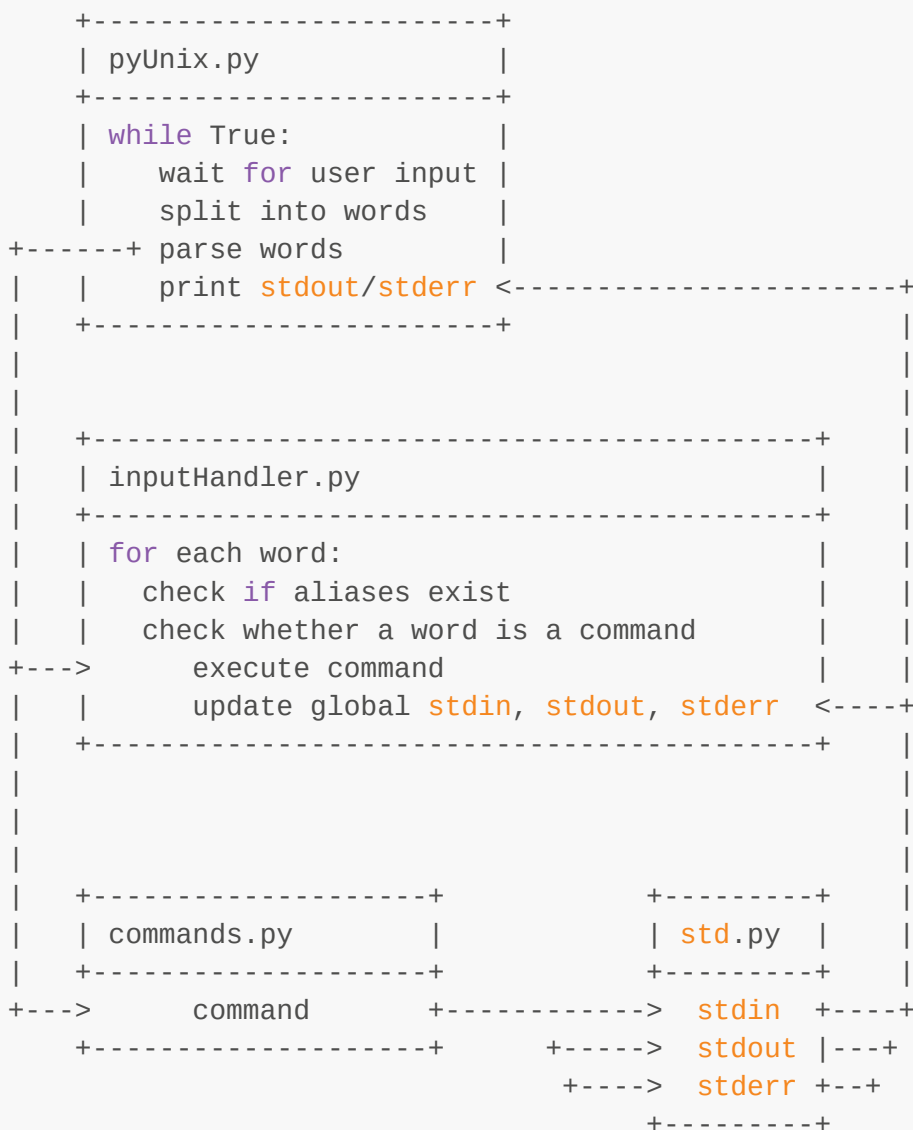 pyUnix.py
while True:
wait for user input
split into words
parse words
print stdout/stderr
inputHandler.py
for each word:
check if aliases exist
check whether a word is a command
execute command
update global stdin, stdout, stderr
commands.py
std.py
command
stdin
stdout
stderr